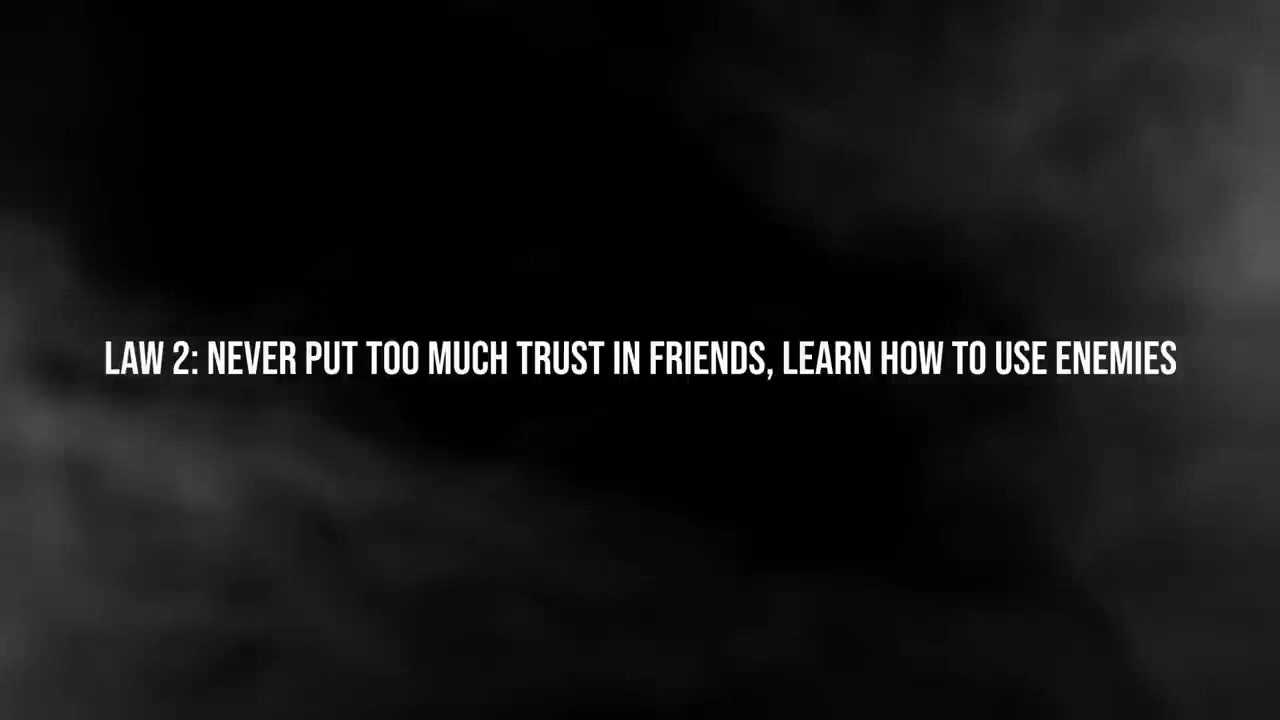 LAW 2: NEVER PUT TOO MUCH TRUST IN FRIENDS, LEARN HOW TO USE ENEMIES